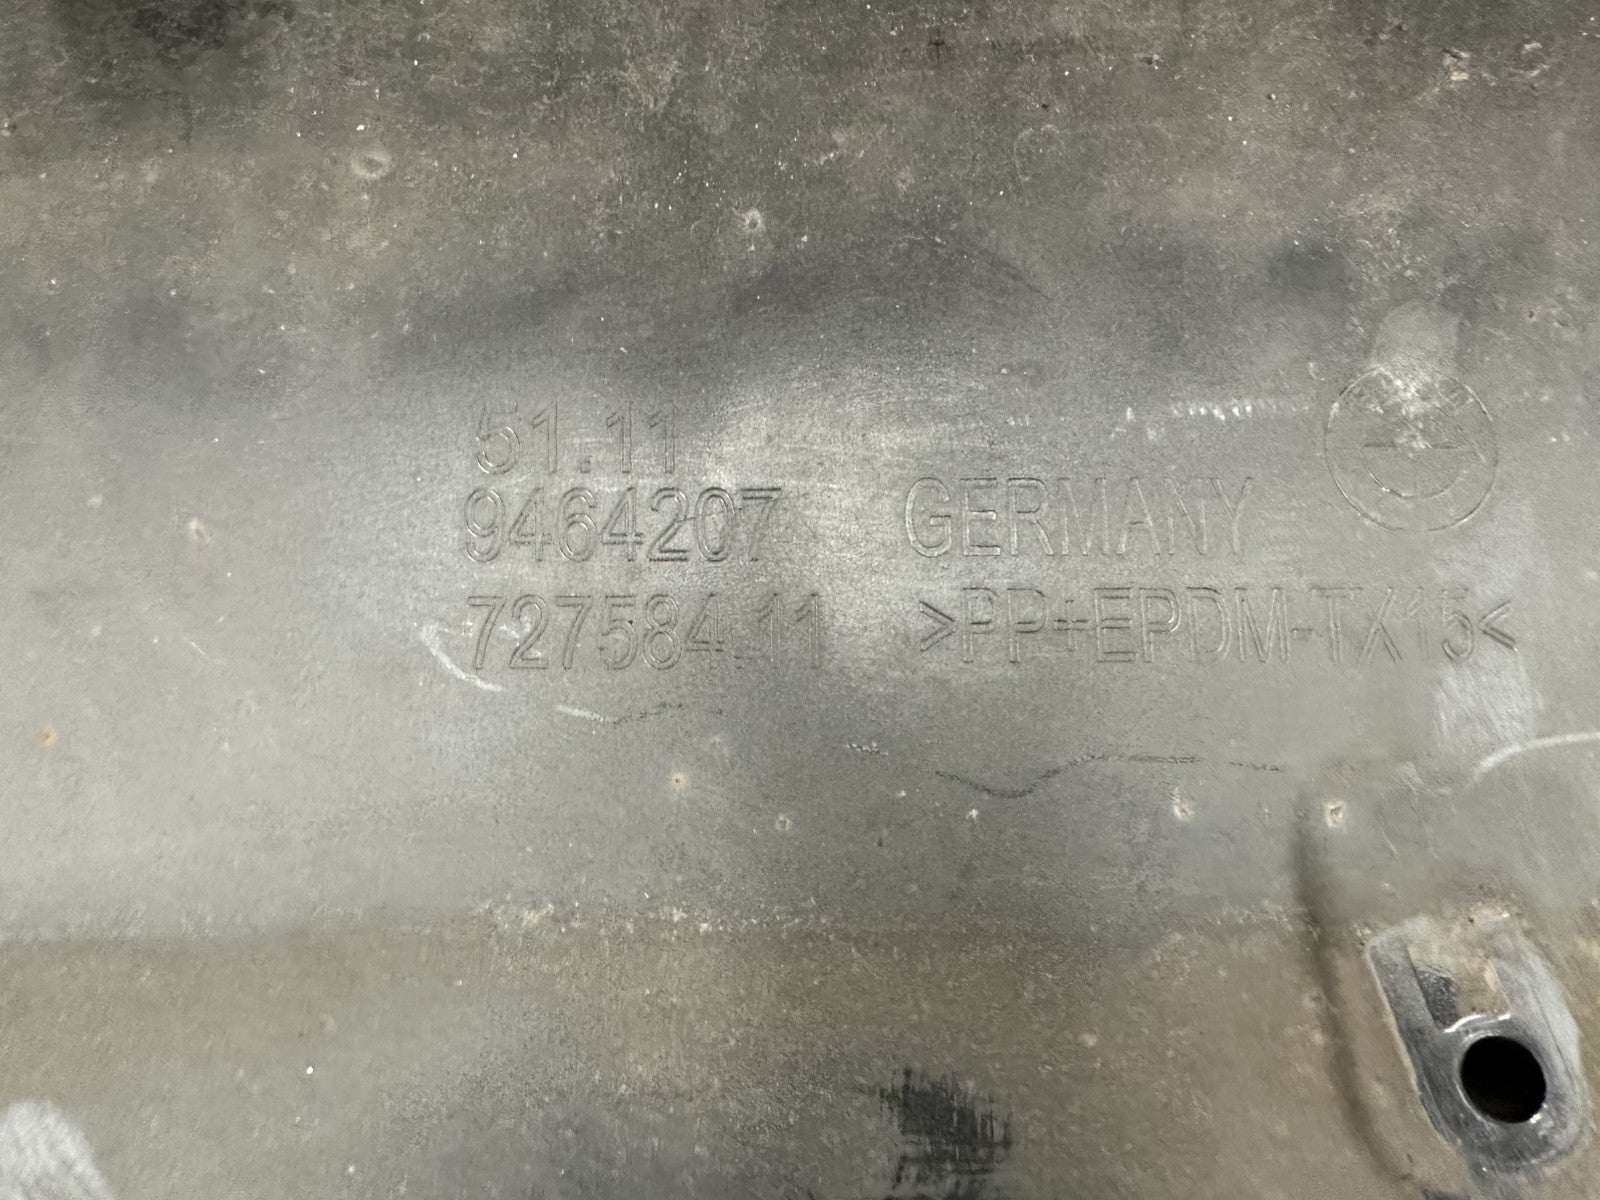 51.11
9464207 GERMANY
727584.11 >PP+EPDM-TX15<